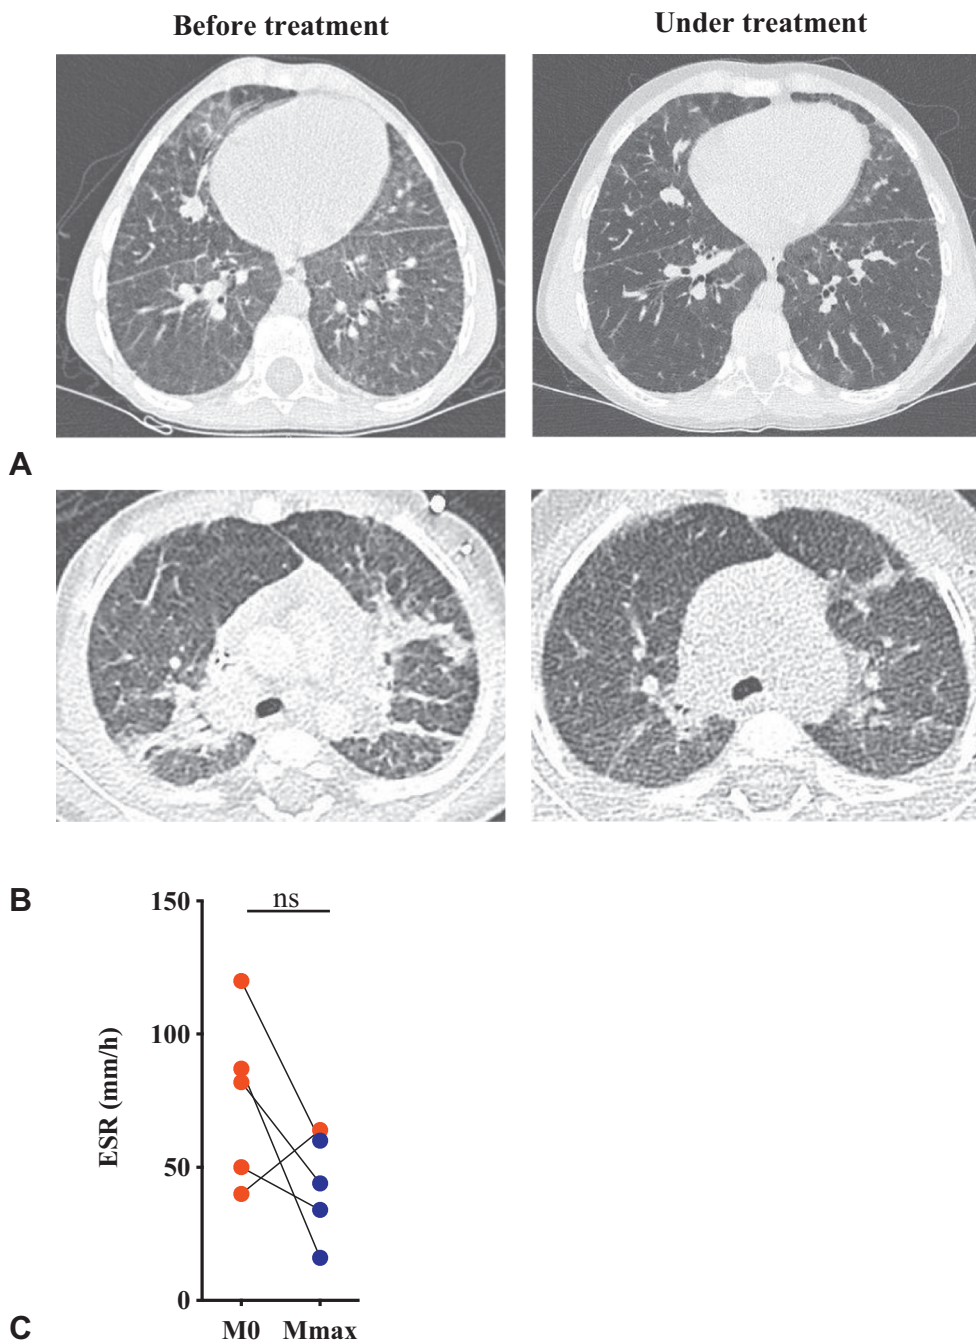 Before treatment
Under treatment
A
B
150
ns
100
ESR (mm/h)
50
0
M0 Mmax
C